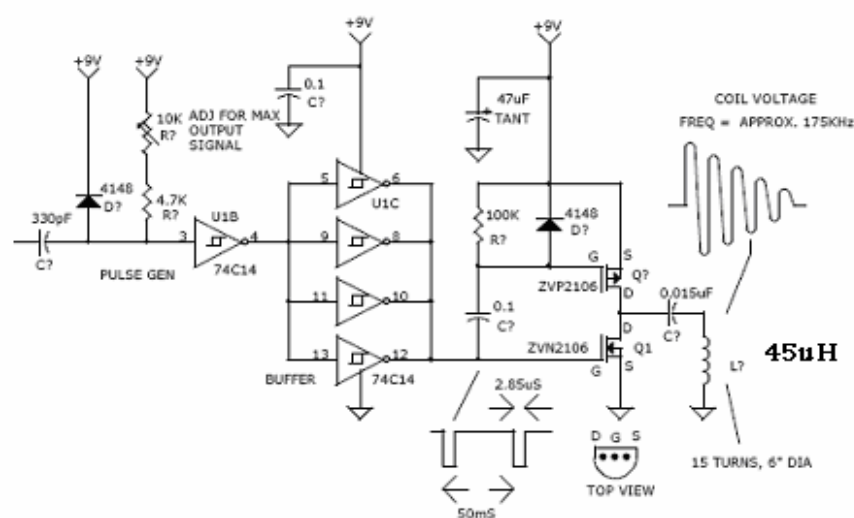 +9V
+9V
+9V
+9V
0.1
C?
10K
R?
ADJ FOR MAX
OUTPUT
SIGNAL
47uF
TANT
COIL VOLTAGE
FREQ = APPROX. 175KHz
4148
D?
4.7K
R?
330pF
C?
U1B
3
4
74C14
PULSE GEN
5
6
U1C
9
8
11
10
13
12
BUFFER
74C14
100K
R?
4148
D?
G
S
Q?
ZVP2106
D
0.1
C?
0.015uF
C?
D
ZVN2106
Q1
G
S
L?
45uH
2.85uS
50mS
D G S
TOP VIEW
15 TURNS, 6" DIA